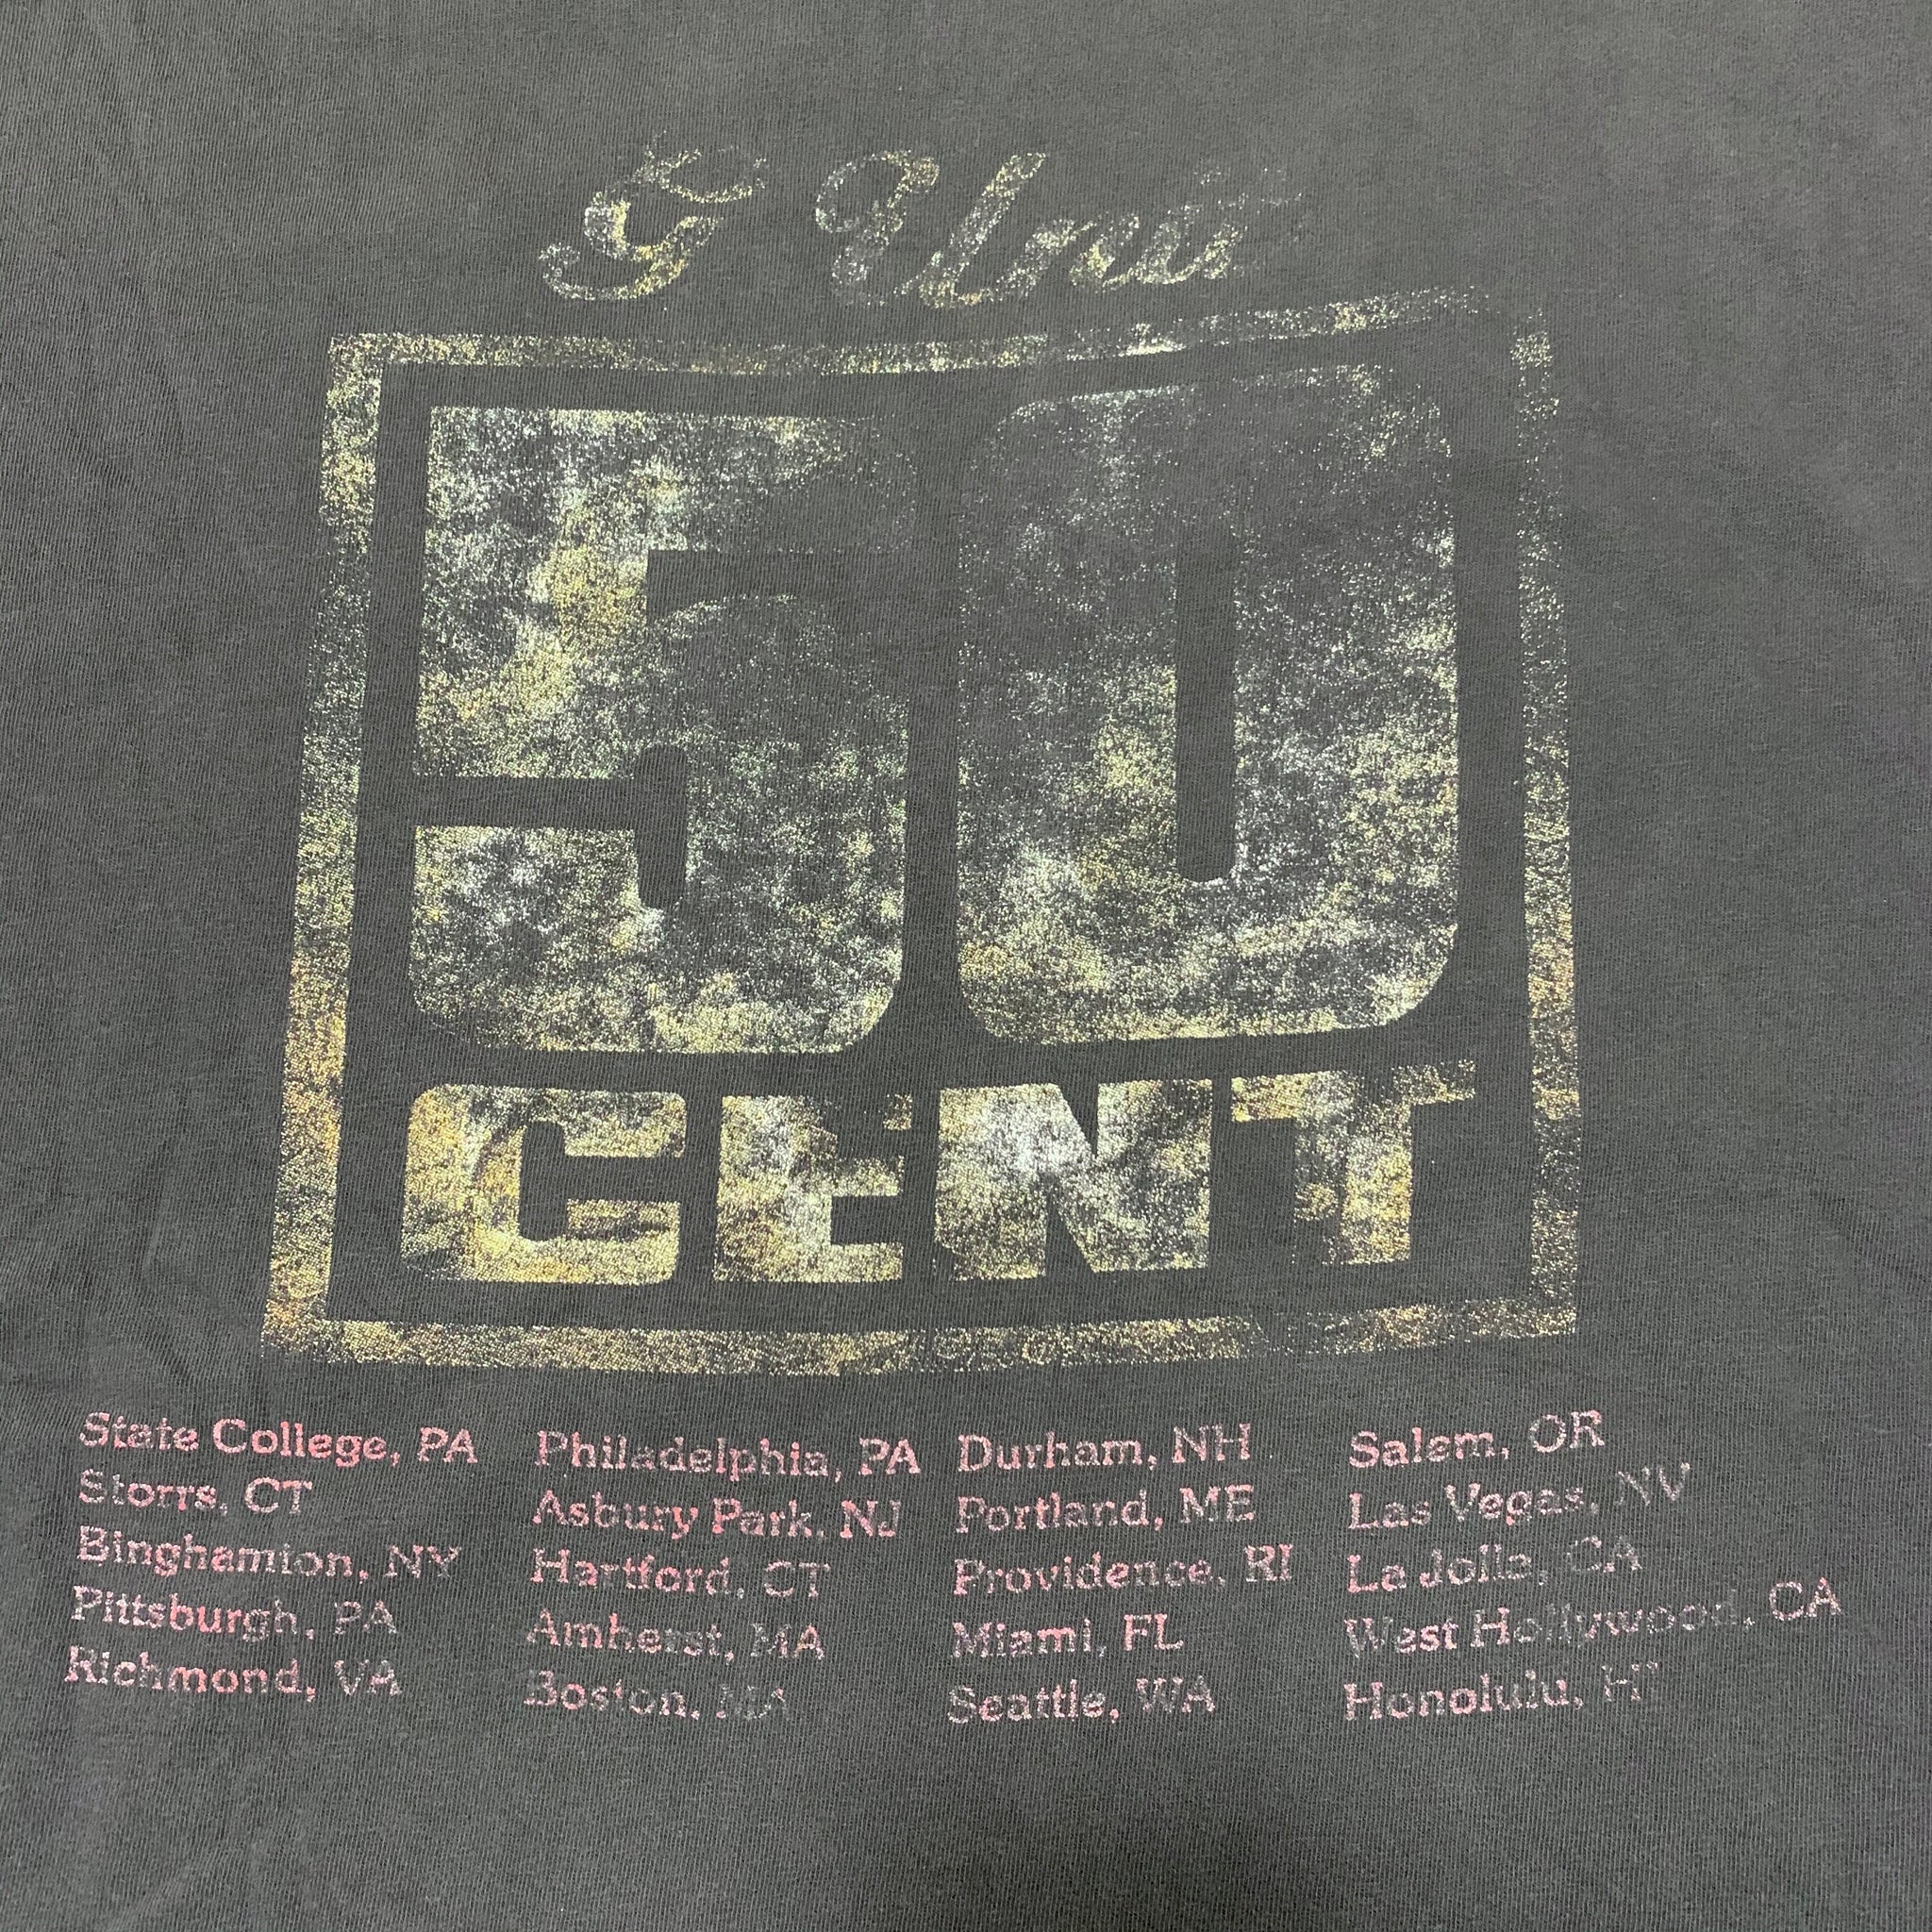 G Unit
50
CENT
State College, PA
Storrs, CT
Binghamton, NY
Pittsburgh, PA
Richmond, VA
Philadelphia, PA
Asbury Park, NJ
Hartford, CT
Amherst, MA
Boston, MA
Durham, NH
Portland, ME
Providence, RI
Miami, FL
Seattle, WA
Salem, OR
Las Vegas, NV
La Jolla, CA
West Hollywood, CA
Honolulu, HI